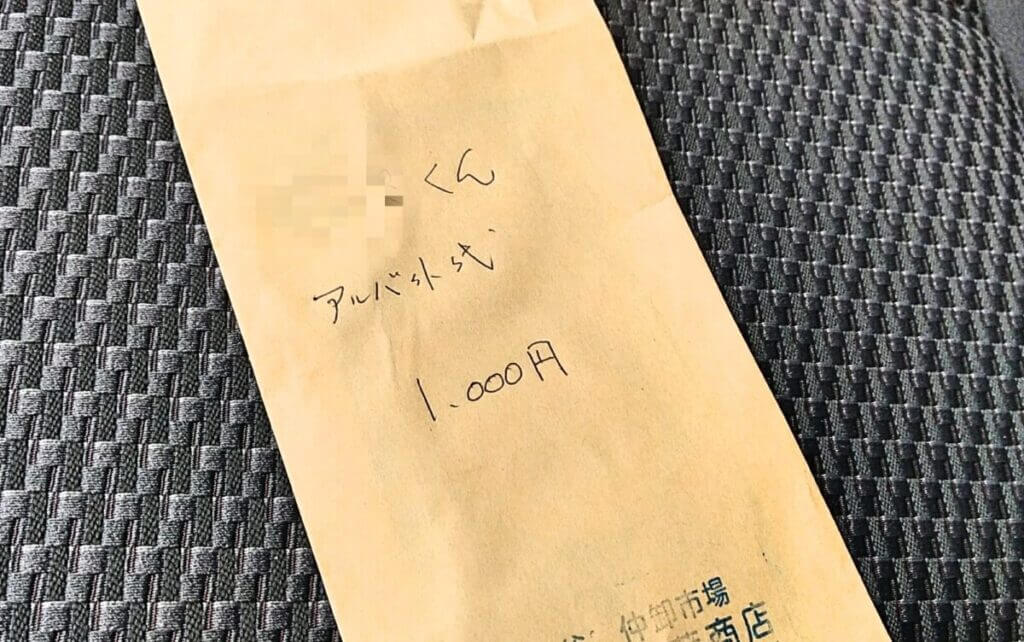 くん
アルバイト代
1.000円
仲卸市場
商店